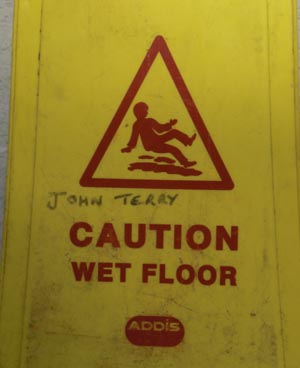 JOHN TERRY
CAUTION
WET FLOOR
ADDIS